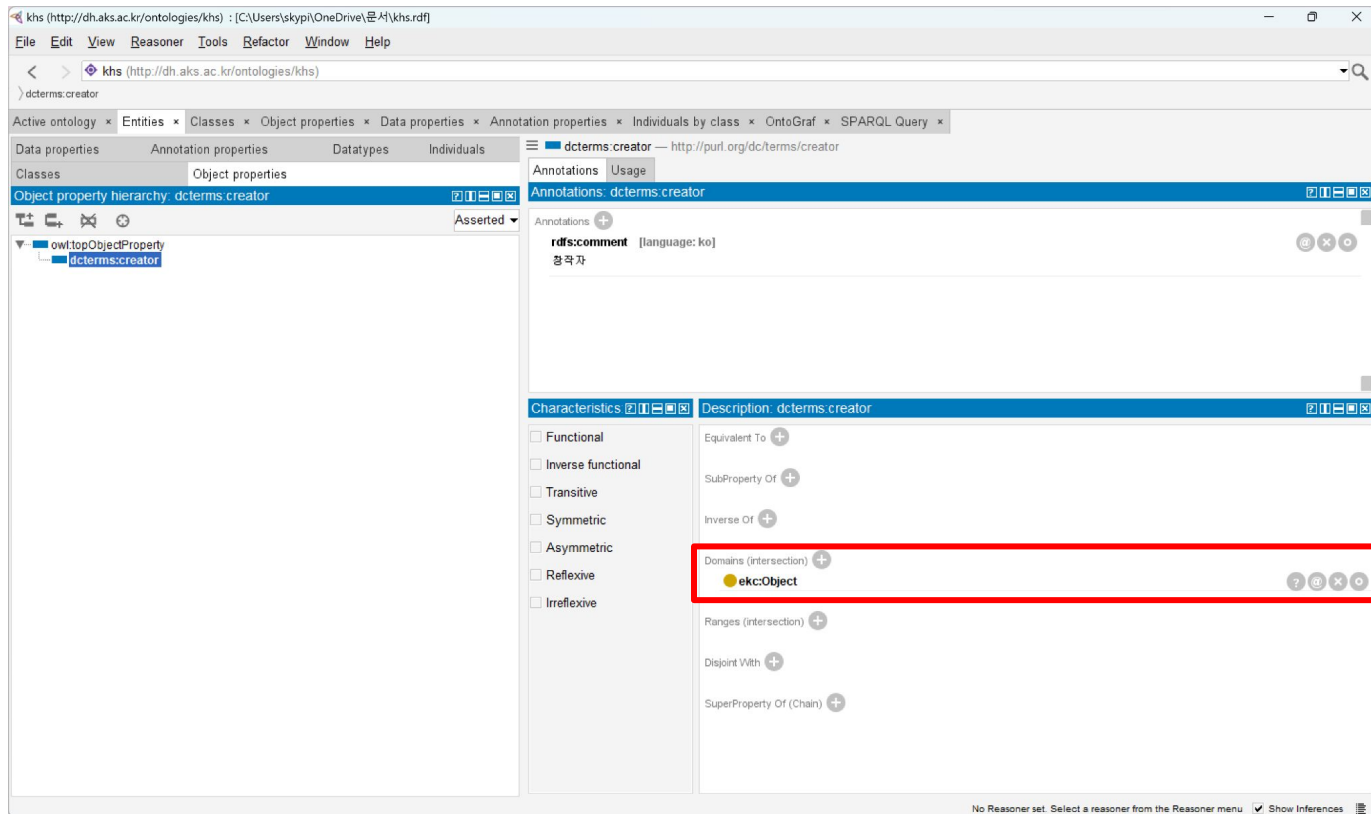 khs (http://dh.aks.ac.kr/ontologies/khs) : [C:\Users\skypi\OneDrive\문서\khs.rdf]
File Edit View Reasoner Tools Refactor Window Help
khs (http://dh.aks.ac.kr/ontologies/khs)
dcterms:creator
Active ontology × Entities × Classes × Object properties × Data properties × Annotation properties × Individuals by class × OntoGraf × SPARQL Query ×
Data properties Annotation properties Datatypes Individuals
Classes Object properties
Object property hierarchy: dcterms:creator
Asserted
owl:topObjectProperty
dcterms:creator
dcterms:creator — http://purl.org/dc/terms/creator
Annotations Usage
Annotations: dcterms:creator
Annotations
rdfs:comment [language: ko]
창작자
Characteristics
Functional
Inverse functional
Transitive
Symmetric
Asymmetric
Reflexive
Irreflexive
Description: dcterms:creator
Equivalent To
SubProperty Of
Inverse Of
Domains (intersection)
ekc:Object
Ranges (intersection)
Disjoint With
SuperProperty Of (Chain)
No Reasoner set. Select a reasoner from the Reasoner menu Show Inferences